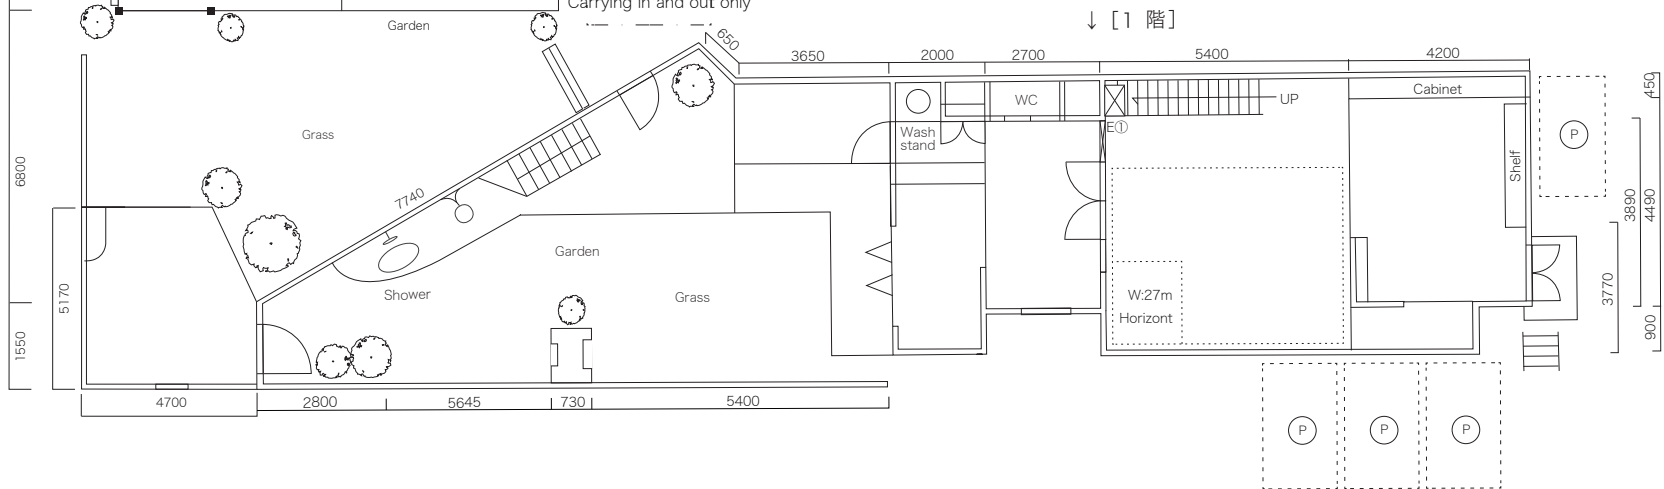 Carrying in and out only
↓ [1 階]
Garden
650
3650
2000
2700
5400
4200
450
Cabinet
WC
UP
E①
Wash
stand
Grass
P
Shelf
6800
7740
3890
4490
Garden
5170
Shower
Grass
W:27m
Horizont
3770
1550
900
4700
2800
5645
730
5400
P
P
P